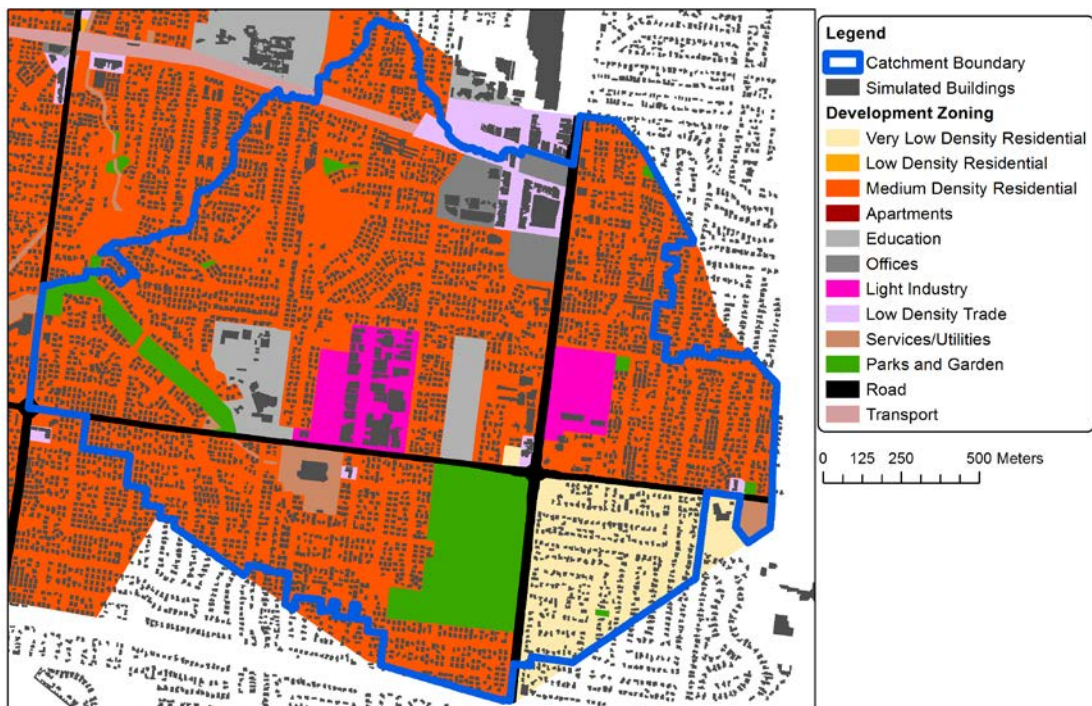 Legend
Catchment Boundary
Simulated Buildings
Development Zoning
Very Low Density Residential
Low Density Residential
Medium Density Residential
Apartments
Education
Offices
Light Industry
Low Density Trade
Services/Utilities
Parks and Garden
Road
Transport
0 125 250 500 Meters